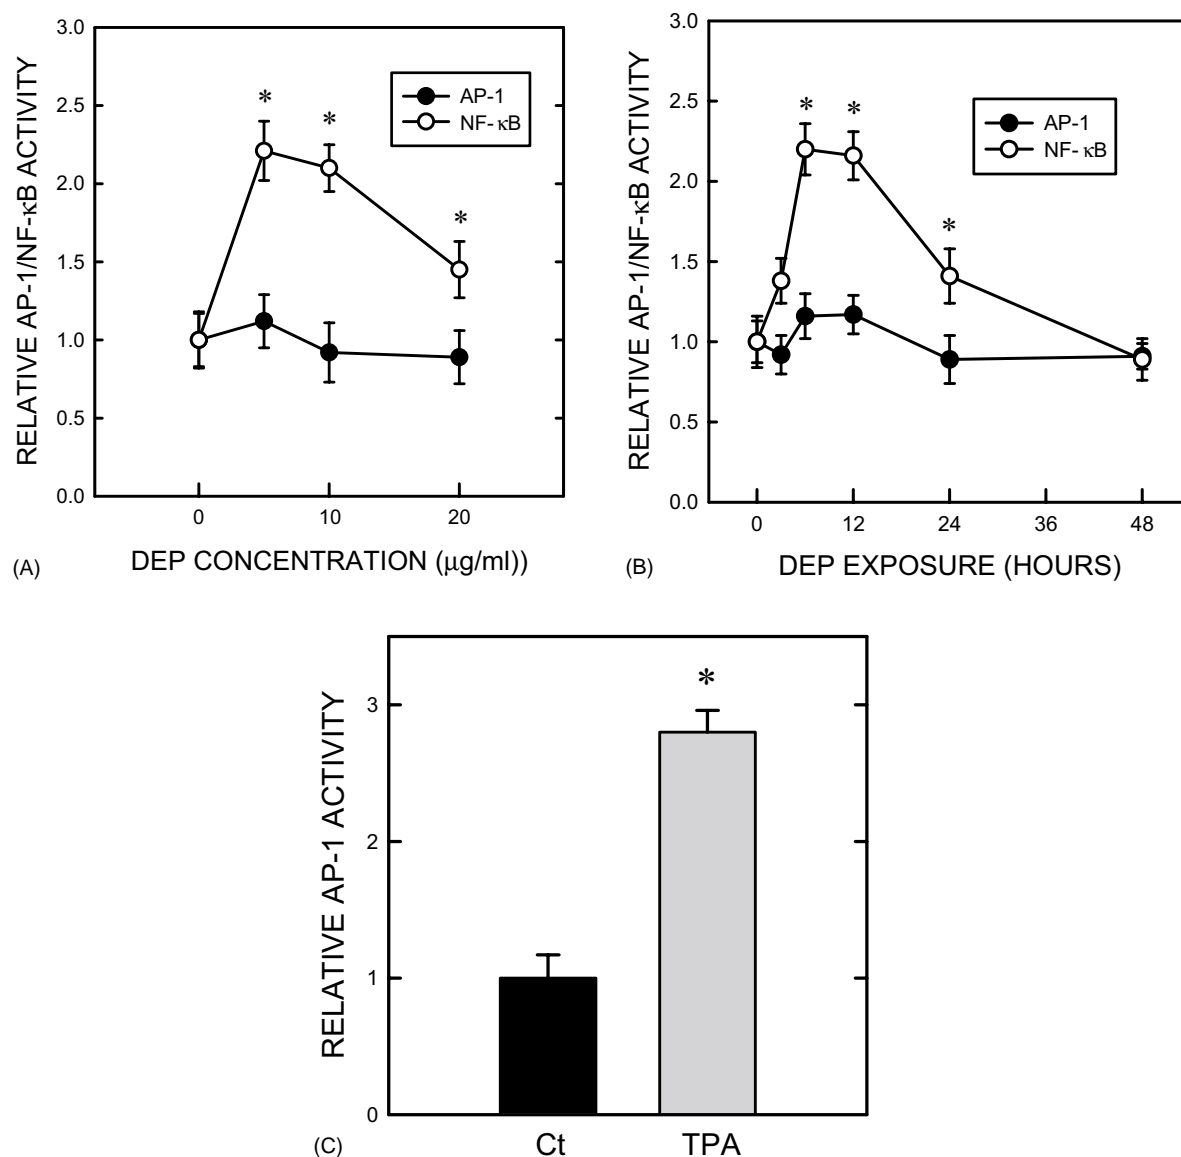 3.0
2.5
2.0
1.5
1.0
0.5
0.0
RELATIVE AP-1/NF-κB ACTIVITY
*
*
*
AP-1
NF- κB
0
10
20
DEP CONCENTRATION (μg/ml))
(A)
3.0
2.5
2.0
1.5
1.0
0.5
0.0
RELATIVE AP-1/NF-κB ACTIVITY
*
*
*
AP-1
NF- κB
0
12
24
36
48
DEP EXPOSURE (HOURS)
(B)
3
2
1
0
RELATIVE AP-1 ACTIVITY
*
Ct
TPA
(C)